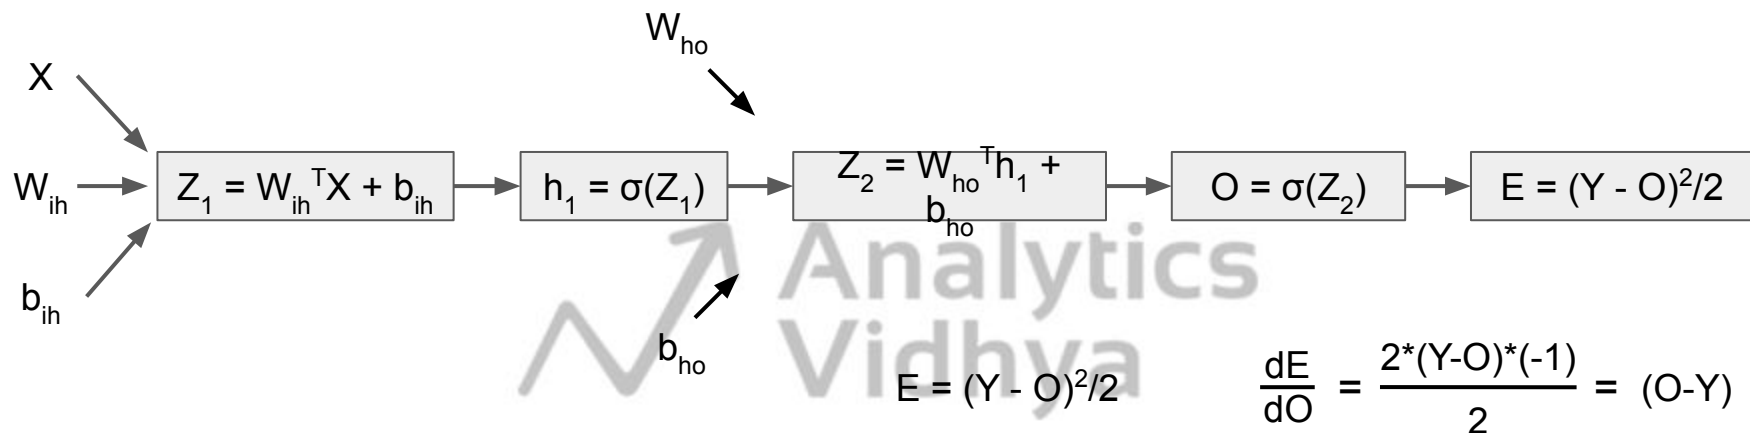 W_ho
X
W_ih
b_ih
Z_1 = W_ih^T X + b_ih
h_1 = σ(Z_1)
Z_2 = W_ho^T h_1 +
b_ho
O = σ(Z_2)
E = (Y - O)^2/2
b_ho
Analytics
Vidhya
E = (Y - O)^2/2
dE/dO = 2*(Y-O)*(-1)/2 = (O-Y)